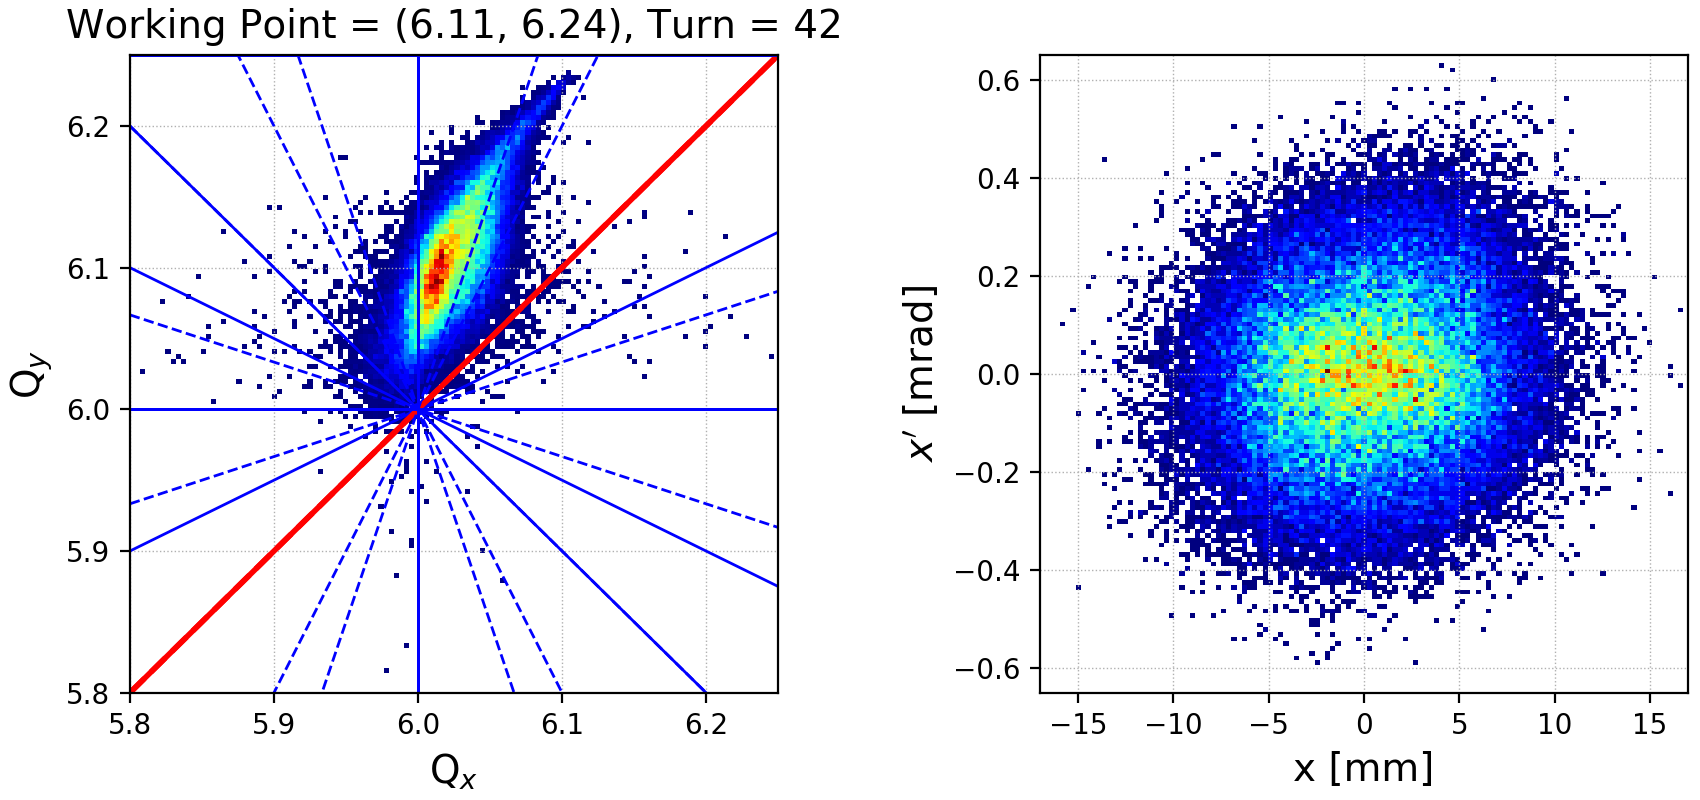 Working Point = (6.11, 6.24), Turn = 42
6.2
6.1
6.0
5.9
5.8
Qy
5.8 5.9 6.0 6.1 6.2
Qx
0.6
0.4
0.2
0.0
−0.2
−0.4
−0.6
x′ [mrad]
−15 −10 −5 0 5 10 15
x [mm]